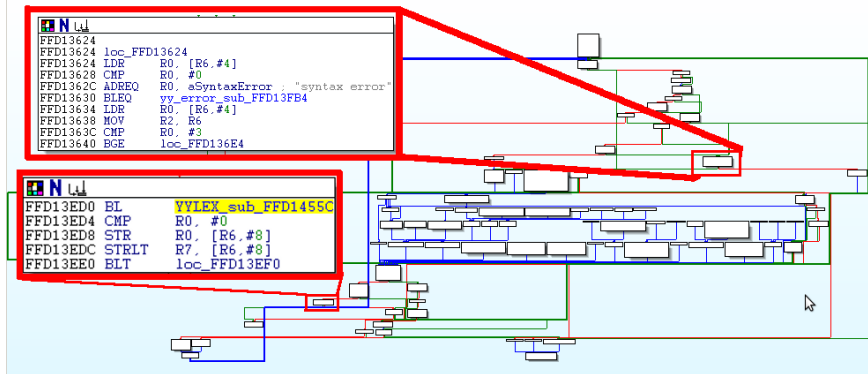 N
FFD13624
FFD13624 loc_FFD13624
FFD13624 LDR R0, [R6,#4]
FFD13628 CMP R0, #0
FFD1362C ADREQ R0, aSyntaxError ; "syntax error"
FFD13630 BLEQ yy_error_sub_FFD13FB4
FFD13634 LDR R0, [R6,#4]
FFD13638 MOV R2, R6
FFD1363C CMP R0, #3
FFD13640 BGE loc_FFD136E4
N
FFD13ED0 BL YYLEX_sub_FFD1455C
FFD13ED4 CMP R0, #0
FFD13ED8 STR R0, [R6,#8]
FFD13EDC STRLT R7, [R6,#8]
FFD13EE0 BLT loc_FFD13EF0